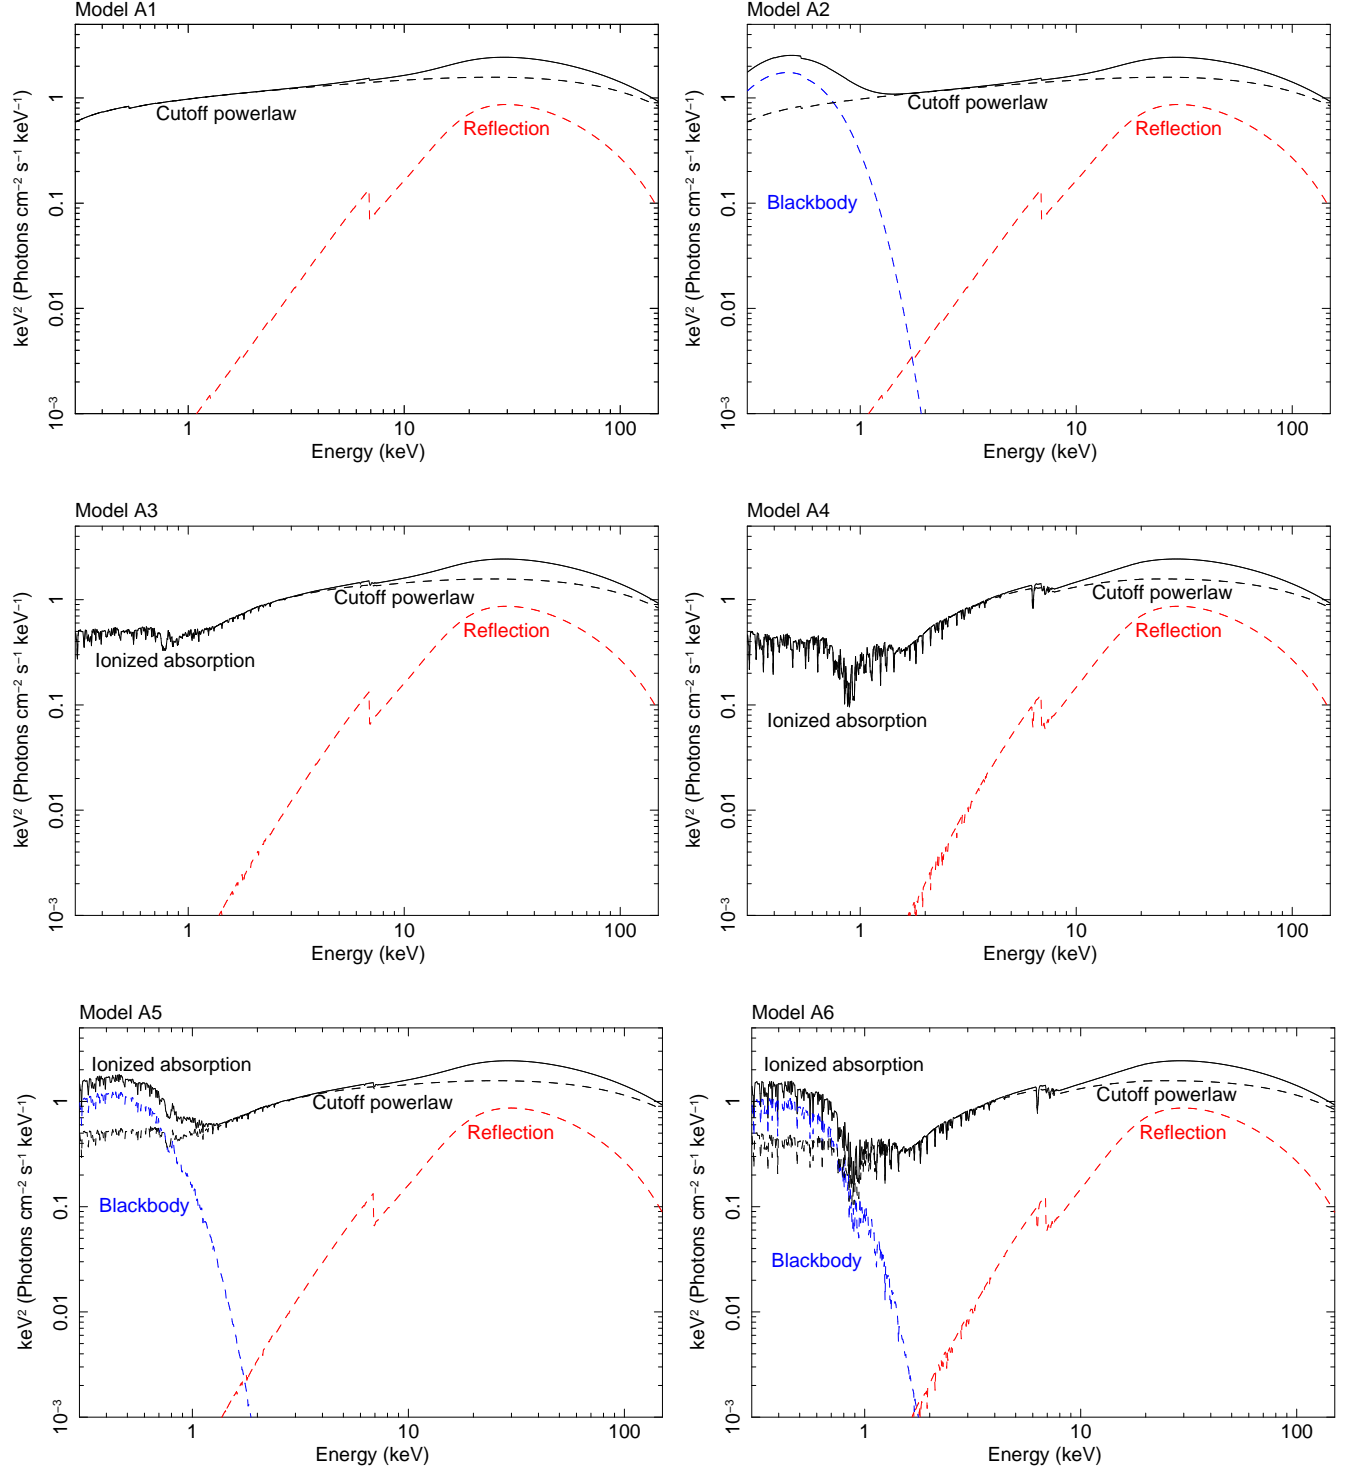 Model A1
keV² (Photons cm⁻² s⁻¹ keV⁻¹)
1
0.1
0.01
10⁻³
Cutoff powerlaw
Reflection
1
10
100
Energy (keV)
Model A2
keV² (Photons cm⁻² s⁻¹ keV⁻¹)
1
0.1
0.01
10⁻³
Cutoff powerlaw
Reflection
Blackbody
1
10
100
Energy (keV)
Model A3
keV² (Photons cm⁻² s⁻¹ keV⁻¹)
1
0.1
0.01
10⁻³
Cutoff powerlaw
Reflection
Ionized absorption
1
10
100
Energy (keV)
Model A4
keV² (Photons cm⁻² s⁻¹ keV⁻¹)
1
0.1
0.01
10⁻³
Cutoff powerlaw
Reflection
Ionized absorption
1
10
100
Energy (keV)
Model A5
keV² (Photons cm⁻² s⁻¹ keV⁻¹)
1
0.1
0.01
10⁻³
Ionized absorption
Cutoff powerlaw
Reflection
Blackbody
1
10
100
Energy (keV)
Model A6
keV² (Photons cm⁻² s⁻¹ keV⁻¹)
1
0.1
0.01
10⁻³
Ionized absorption
Cutoff powerlaw
Reflection
Blackbody
1
10
100
Energy (keV)